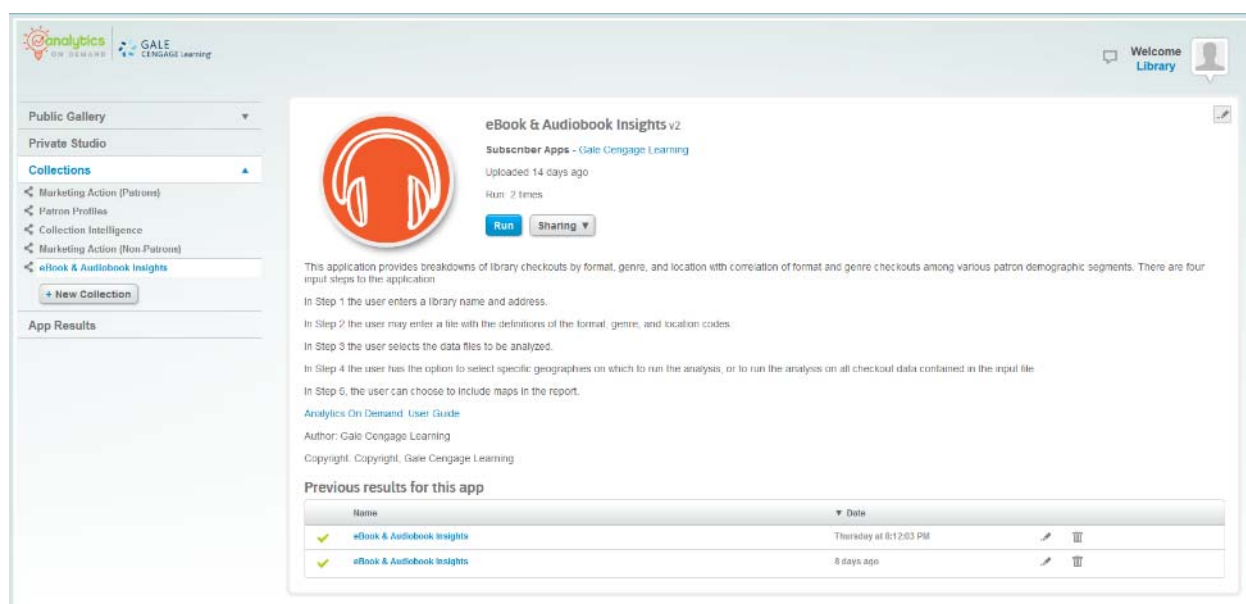 analytics
ON DEMAND
GALE
CENGAGE Learning
Welcome
Library
Public Gallery
Private Studio
Collections
Marketing Action (Patrons)
Patron Profiles
Collection Intelligence
Marketing Action (Non-Patrons)
eBook & Audiobook Insights
+ New Collection
App Results
eBook & Audiobook Insights v2
Subscriber Apps - Gale Cengage Learning
Uploaded 14 days ago
Run: 2 times
Run
Sharing ▼
This application provides breakdowns of library checkouts by format, genre, and location with correlation of format and genre checkouts among various patron demographic segments. There are four
input steps to the application
In Step 1 the user enters a library name and address.
In Step 2 the user may enter a file with the definitions of the format, genre, and location codes
In Step 3 the user selects the data files to be analyzed.
In Step 4 the user has the option to select specific geographies on which to run the analysis, or to run the analysis on all checkout data contained in the input file
In Step 5, the user can choose to include maps in the report.
Analytics On Demand: User Guide
Author: Gale Cengage Learning
Copyright: Copyright, Gale Cengage Learning
Previous results for this app
Name ▼ Date
eBook & Audiobook Insights Thursday at 8:12:03 PM
eBook & Audiobook Insights 8 days ago